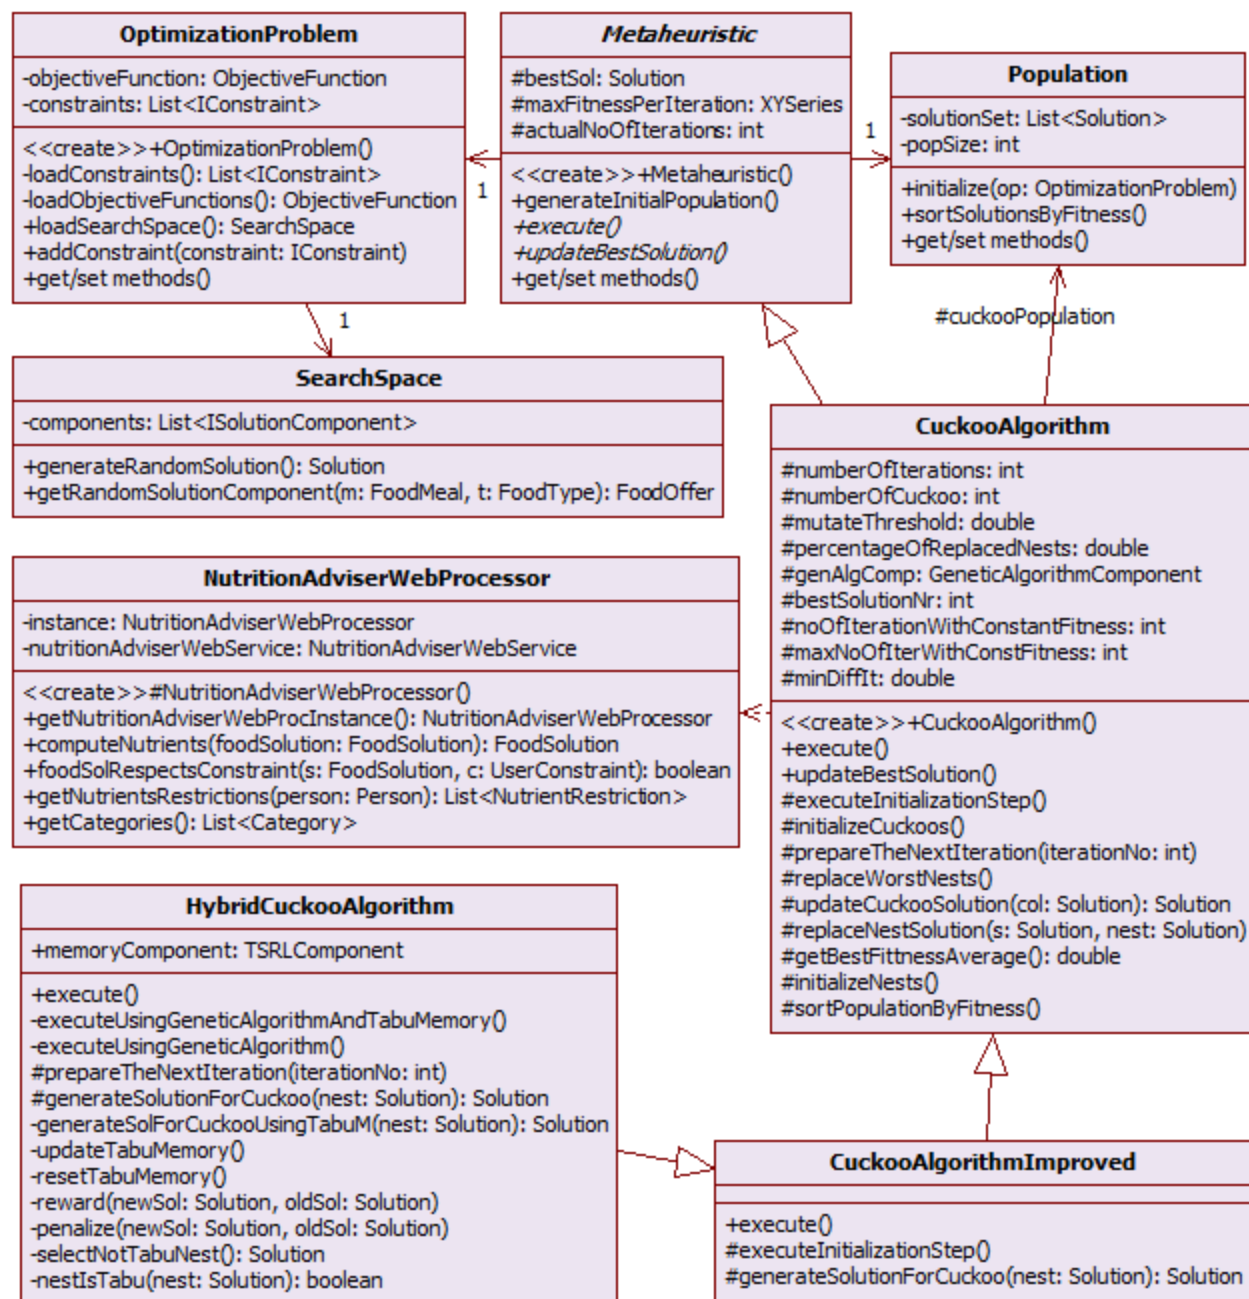 OptimizationProblem
-objectiveFunction: ObjectiveFunction
-constraints: List<IConstraint>
<<create>>+OptimizationProblem()
-loadConstraints(): List<IConstraint>
-loadObjectiveFunctions(): ObjectiveFunction
+loadSearchSpace(): SearchSpace
+addConstraint(constraint: IConstraint)
+get/set methods()
1
Metaheuristic
#bestSol: Solution
#maxFitnessPerIteration: XYSeries
#actualNoOfIterations: int
<<create>>+Metaheuristic()
+generateInitialPopulation()
+execute()
+updateBestSolution()
+get/set methods()
1
Population
-solutionSet: List<Solution>
-popSize: int
+initialize(op: OptimizationProblem)
+sortSolutionsByFitness()
+get/set methods()
#cuckooPopulation
1
SearchSpace
-components: List<ISolutionComponent>
+generateRandomSolution(): Solution
+getRandomSolutionComponent(m: FoodMeal, t: FoodType): FoodOffer
CuckooAlgorithm
#numberOfIterations: int
#numberOfCuckoo: int
#mutateThreshold: double
#percentageOfReplacedNests: double
#genAlgComp: GeneticAlgorithmComponent
#bestSolutionNr: int
#noOfIterationWithConstantFitness: int
#maxNoOfIterWithConstFitness: int
#minDiffIt: double
<<create>>+CuckooAlgorithm()
+execute()
+updateBestSolution()
#executeInitializationStep()
#initializeCuckoos()
#prepareTheNextIteration(iterationNo: int)
#replaceWorstNests()
#updateCuckooSolution(col: Solution): Solution
#replaceNestSolution(s: Solution, nest: Solution)
#getBestFittnessAverage(): double
#initializeNests()
#sortPopulationByFitness()
NutritionAdviserWebProcessor
-instance: NutritionAdviserWebProcessor
-nutritionAdviserWebService: NutritionAdviserWebService
<<create>>#NutritionAdviserWebProcessor()
+getNutritionAdviserWebProcInstance(): NutritionAdviserWebProcessor
+computeNutrients(foodSolution: FoodSolution): FoodSolution
+foodSolRespectsConstraint(s: FoodSolution, c: UserConstraint): boolean
+getNutrientsRestrictions(person: Person): List<NutrientRestriction>
+getCategories(): List<Category>
HybridCuckooAlgorithm
+memoryComponent: TSRLComponent
+execute()
-executeUsingGeneticAlgorithmAndTabuMemory()
-executeUsingGeneticAlgorithm()
#prepareTheNextIteration(iterationNo: int)
#generateSolutionForCuckoo(nest: Solution): Solution
-generateSolForCuckooUsingTabuM(nest: Solution): Solution
-updateTabuMemory()
-resetTabuMemory()
-reward(newSol: Solution, oldSol: Solution)
-penalize(newSol: Solution, oldSol: Solution)
-selectNotTabuNest(): Solution
-nestIsTabu(nest: Solution): boolean
CuckooAlgorithmImproved
+execute()
#executeInitializationStep()
#generateSolutionForCuckoo(nest: Solution): Solution